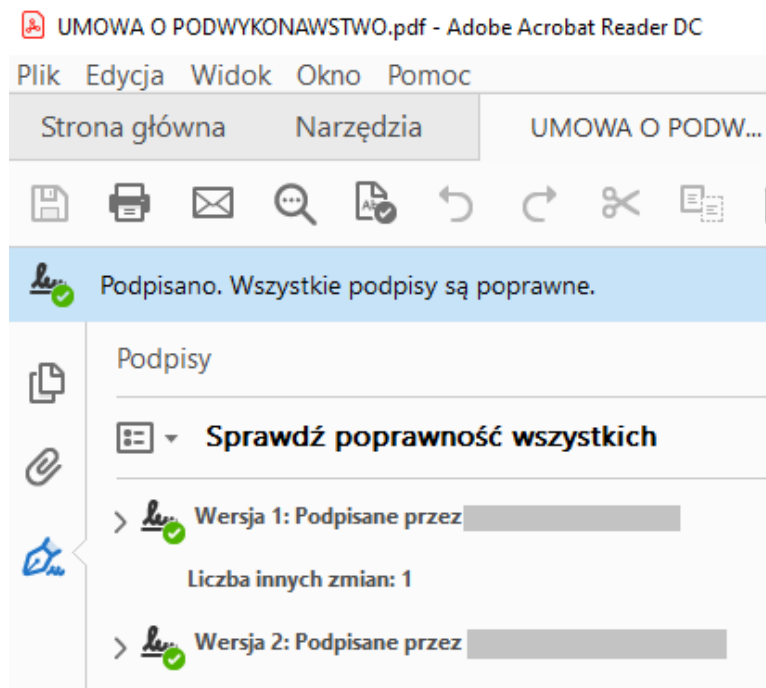 UMOWA O PODWYKONAWSTWO.pdf - Adobe Acrobat Reader DC
Plik Edycja Widok Okno Pomoc
Strona główna Narzędzia UMOWA O PODW...
Podpisano. Wszystkie podpisy są poprawne.
Podpisy
Sprawdź poprawność wszystkich
Wersja 1: Podpisane przez
Liczba innych zmian: 1
Wersja 2: Podpisane przez